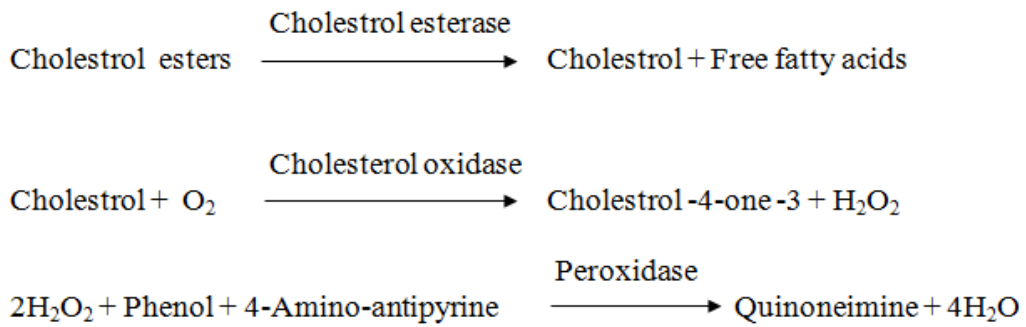 Cholestrol esterase
Cholestrol esters Cholestrol + Free fatty acids
Cholesterol oxidase
Cholestrol + O₂ Cholestrol -4-one -3 + H₂O₂
Peroxidase
2H₂O₂ + Phenol + 4-Amino-antipyrine Quinoneimine + 4H₂O